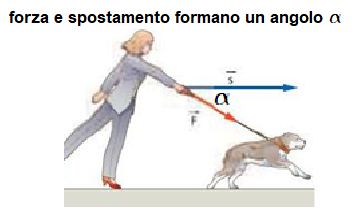 forza e spostamento formano un angolo α
s
α
F